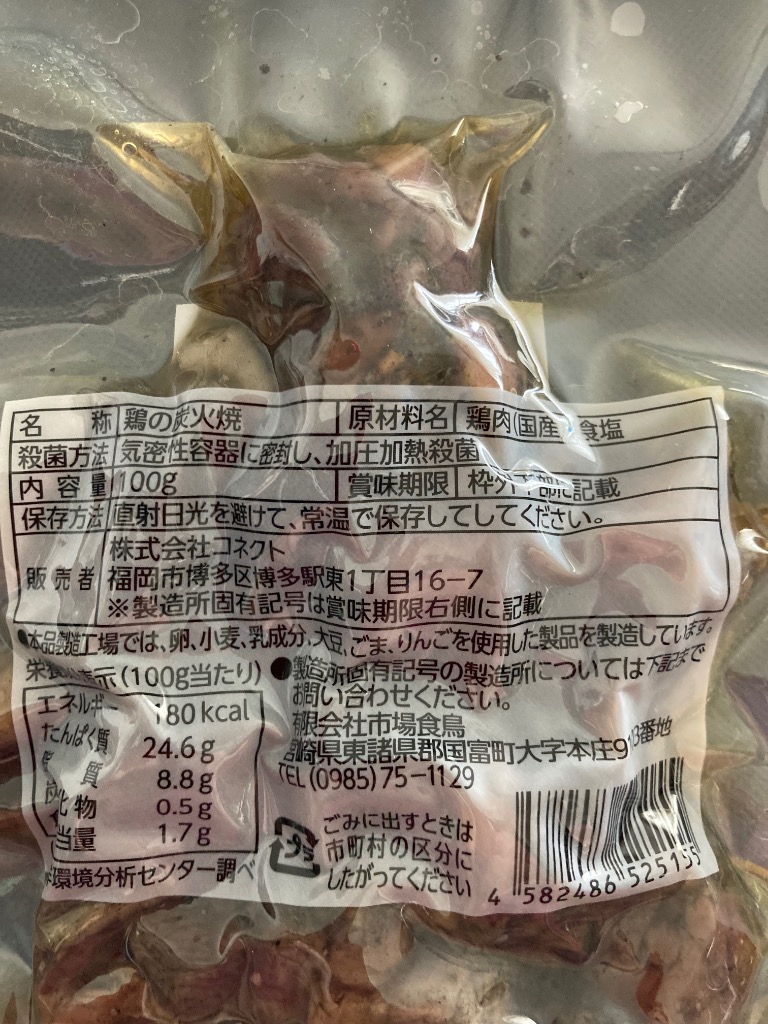 名 称 鶏の炭火焼 原材料名 鶏肉(国産 食塩
殺菌方法 気密性容器に密封し、加圧加熱殺菌
内 容 量 100g 賞味期限 枠外下部に記載
保存方法 直射日光を避けて、常温で保存してしてください。
販 売 者 株式会社コネクト
福岡市博多区博多駅東1丁目16-7
※製造所固有記号は賞味期限右側に記載
●本品製造工場では、卵、小麦、乳成分、大豆、ごま、りんごを使用した製品を製造しています。
栄養 表示(100g当たり)
エネルギー 180kcal
たんぱく質 24.6g
質 8.8g
炭 化物 0.5g
当量 1.7g
環境分析センター調べ
●製造所固有記号の製造所については下記まで
お問い合わせください。
有限会社市場食鳥
宮崎県東諸県郡国富町大字本庄9 13番地
TEL(0985)75-1129
ごみに出すときは
市町村の区分に
したがってください
4 582486 525155